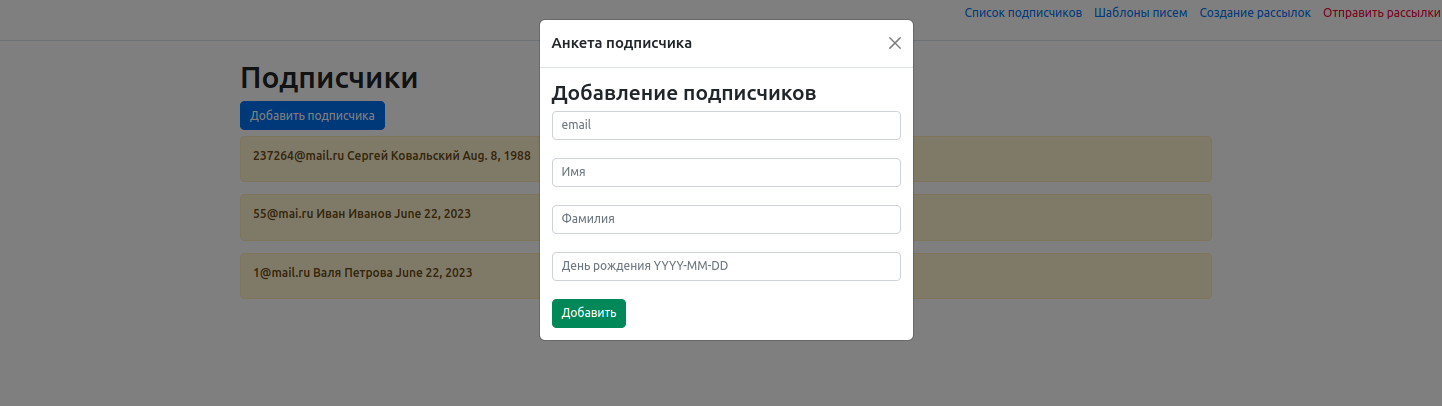 Список подписчиков Шаблоны писем Создание рассылок Отправить рассылки
Анкета подписчика
Подписчики
Добавить подписчика
237264@mail.ru Сергей Ковальский Aug. 8, 1988
55@mai.ru Иван Иванов June 22, 2023
1@mail.ru Валя Петрова June 22, 2023
Добавление подписчиков
email
Имя
Фамилия
День рождения YYYY-MM-DD
Добавить